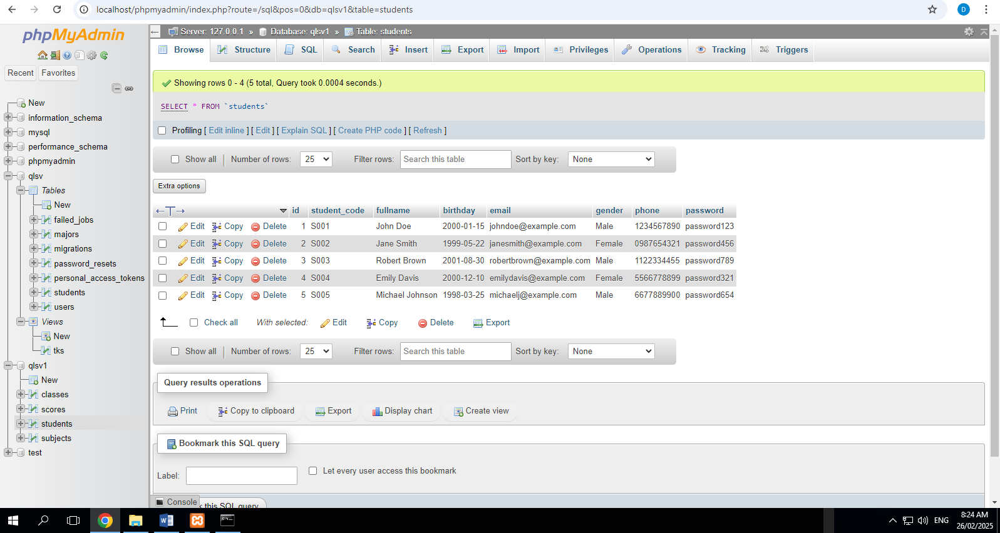 localhost/phpmyadmin/index.php?route=/sql&pos=0&db=qlsv1&table=students
D
phpMyAdmin
Recent Favorites
New
information_schema
mysql
performance_schema
phpmyadmin
qlsv
Tables
New
failed_jobs
majors
migrations
password_resets
personal_access_tokens
students
users
Views
New
tks
qlsv1
New
classes
scores
students
subjects
test
Server: 127.0.0.1 » Database: qlsv1 » Table: students
Browse Structure SQL Search Insert Export Import Privileges Operations Tracking Triggers
Showing rows 0 - 4 (5 total, Query took 0.0004 seconds.)
SELECT * FROM `students`
Profiling [ Edit inline ] [ Edit ] [ Explain SQL ] [ Create PHP code ] [ Refresh ]
Show all Number of rows: 25 Filter rows: Search this table Sort by key: None
Extra options
id student_code fullname birthday email gender phone password
Edit Copy Delete 1 S001 John Doe 2000-01-15 johndoe@example.com Male 1234567890 password123
Edit Copy Delete 2 S002 Jane Smith 1999-05-22 janesmith@example.com Female 0987654321 password456
Edit Copy Delete 3 S003 Robert Brown 2001-08-30 robertbrown@example.com Male 1122334455 password789
Edit Copy Delete 4 S004 Emily Davis 2000-12-10 emilydavis@example.com Female 5566778899 password321
Edit Copy Delete 5 S005 Michael Johnson 1998-03-25 michaelj@example.com Male 6677889900 password654
Check all With selected: Edit Copy Delete Export
Show all Number of rows: 25 Filter rows: Search this table Sort by key: None
Query results operations
Print Copy to clipboard Export Display chart Create view
Bookmark this SQL query
Label: Let every user access this bookmark
Console this SQL query
ENG
8:24 AM
26/02/2025